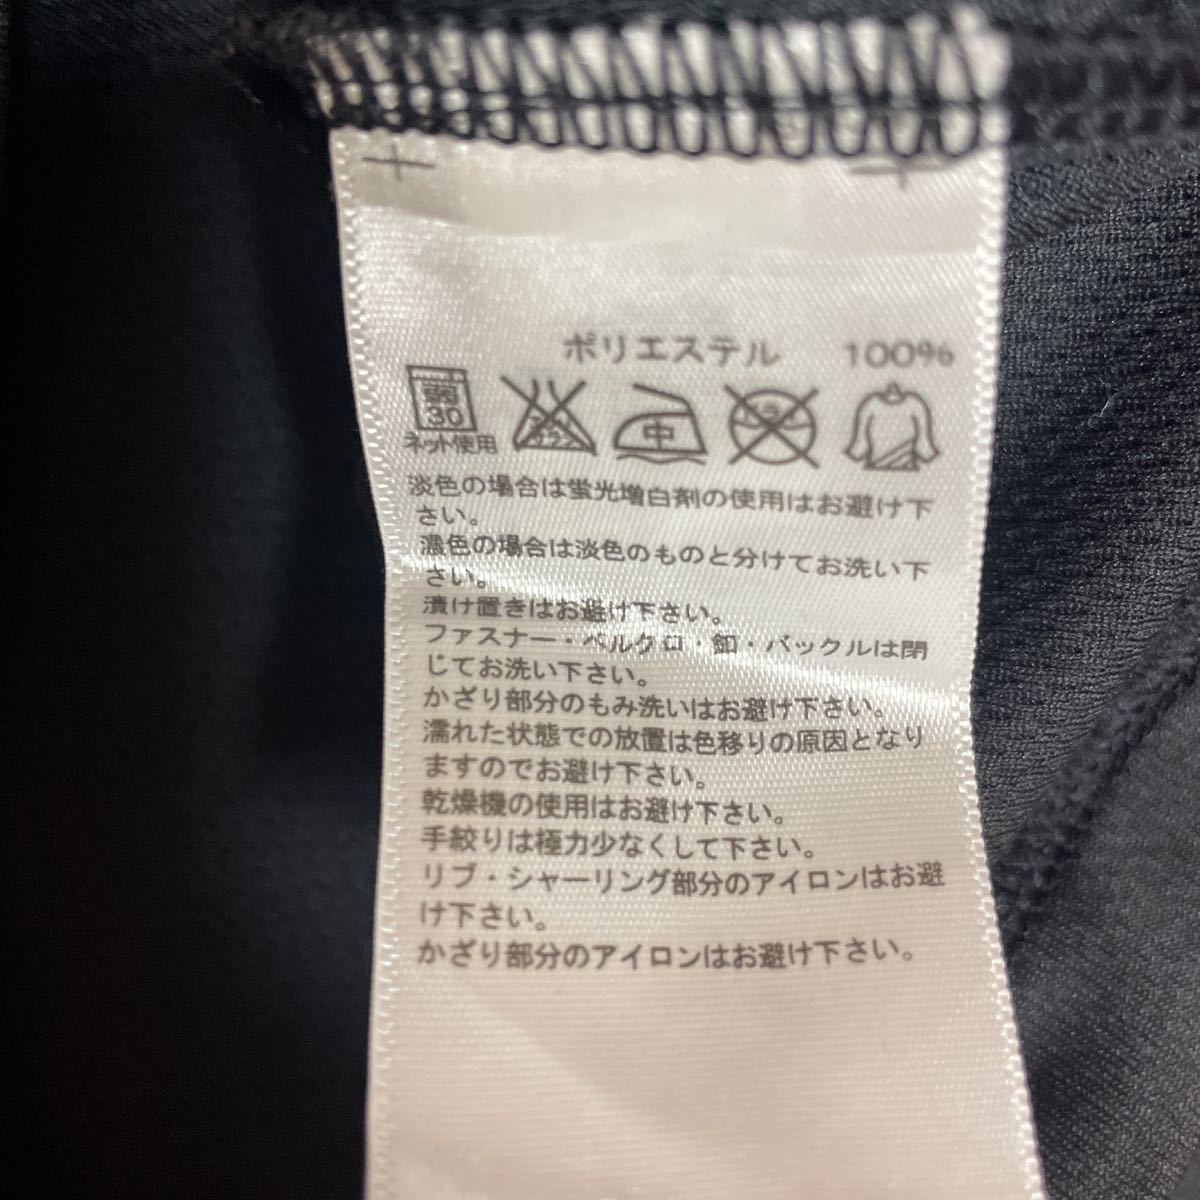 ポリエステル 100%
弱 30 中 ドライ
ネット使用
淡色の場合は蛍光増白剤の使用はお避け下
さい。
濃色の場合は淡色のものと分けてお洗い下
さい。
漬け置きはお避け下さい。
ファスナー・ベルクロ・釦・バックルは閉
じてお洗い下さい。
かざり部分のもみ洗いはお避け下さい。
濡れた状態での放置は色移りの原因となり
ますのでお避け下さい。
乾燥機の使用はお避け下さい。
手絞りは極力少なくして下さい。
リブ・シャーリング部分のアイロンはお避
け下さい。
かざり部分のアイロンはお避け下さい。